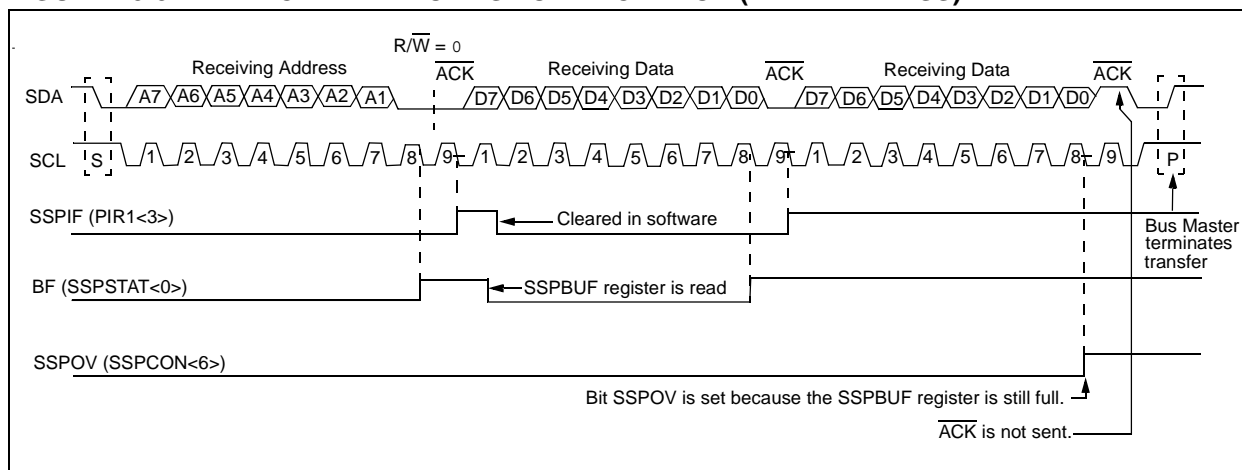 R/W = 0
Receiving Address ACK Receiving Data ACK Receiving Data ACK
SDA A7 A6 A5 A4 A3 A2 A1 D7 D6 D5 D4 D3 D2 D1 D0 D7 D6 D5 D4 D3 D2 D1 D0
SCL S 1 2 3 4 5 6 7 8 9 1 2 3 4 5 6 7 8 9 1 2 3 4 5 6 7 8 9 P
SSPIF (PIR1<3>)
Cleared in software
Bus Master
terminates
transfer
BF (SSPSTAT<0>)
SSPBUF register is read
SSPOV (SSPCON<6>)
Bit SSPOV is set because the SSPBUF register is still full.
ACK is not sent.